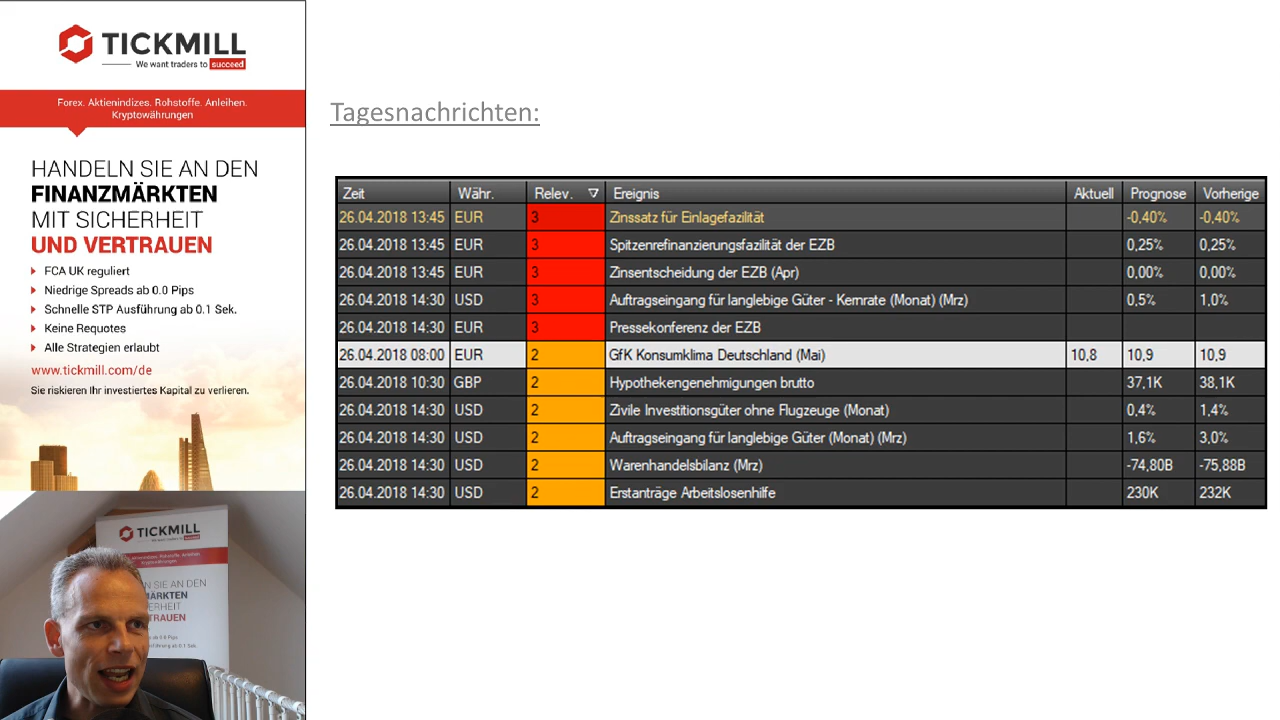 TICKMILL
We want traders to succeed
Forex. Aktienindizes. Rohstoffe. Anleihen.
Kryptowährungen
HANDELN SIE AN DEN
FINANZMÄRKTEN
MIT SICHERHEIT
UND VERTRAUEN
FCA UK reguliert
Niedrige Spreads ab 0.0 Pips
Schnelle STP Ausführung ab 0.1 Sek.
Keine Requotes
Alle Strategien erlaubt
www.tickmill.com/de
Sie riskieren Ihr investiertes Kapital zu verlieren.
Tagesnachrichten:
Zeit Währ. Relev. Ereignis Aktuell Prognose Vorherige
26.04.2018 13:45 EUR 3 Zinssatz für Einlagefazilität -0,40% -0,40%
26.04.2018 13:45 EUR 3 Spitzenrefinanzierungsfazilität der EZB 0,25% 0,25%
26.04.2018 13:45 EUR 3 Zinsentscheidung der EZB (Apr) 0,00% 0,00%
26.04.2018 14:30 USD 3 Auftragseingang für langlebige Güter - Kernrate (Monat) (Mrz) 0,5% 1,0%
26.04.2018 14:30 EUR 3 Pressekonferenz der EZB
26.04.2018 08:00 EUR 2 GfK Konsumklima Deutschland (Mai) 10,8 10,9 10,9
26.04.2018 10:30 GBP 2 Hypothekengenehmigungen brutto 37,1K 38,1K
26.04.2018 14:30 USD 2 Zivile Investitionsgüter ohne Flugzeuge (Monat) 0,4% 1,4%
26.04.2018 14:30 USD 2 Auftragseingang für langlebige Güter (Monat) (Mrz) 1,6% 3,0%
26.04.2018 14:30 USD 2 Warenhandelsbilanz (Mrz) -74,80B -75,88B
26.04.2018 14:30 USD 2 Erstanträge Arbeitslosenhilfe 230K 232K
TICKMILL
N SIE AN DEN
MÄRKTEN
HERHEIT
TRAUEN